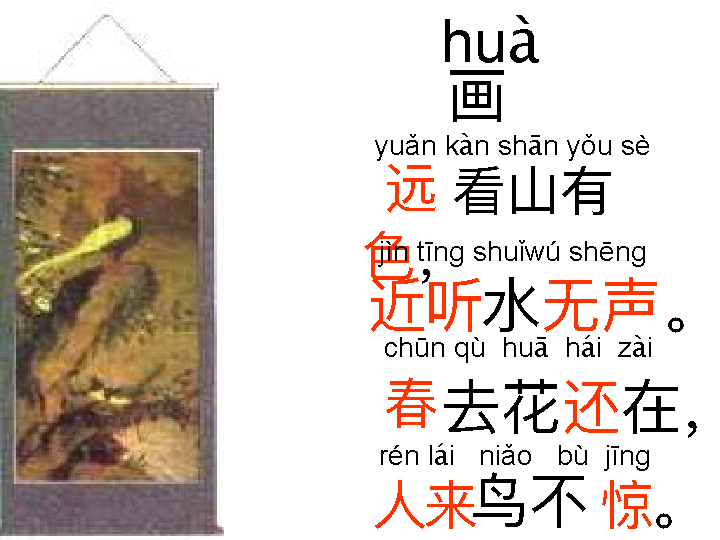 huà
画
yuǎn kàn shān yǒu sè
远看山有
色,
jìn tīng shuǐwú shēng
近听水无声。
chūn qù huā hái zài
春去花还在,
rén lái niǎo bù jīng
人来鸟不惊。